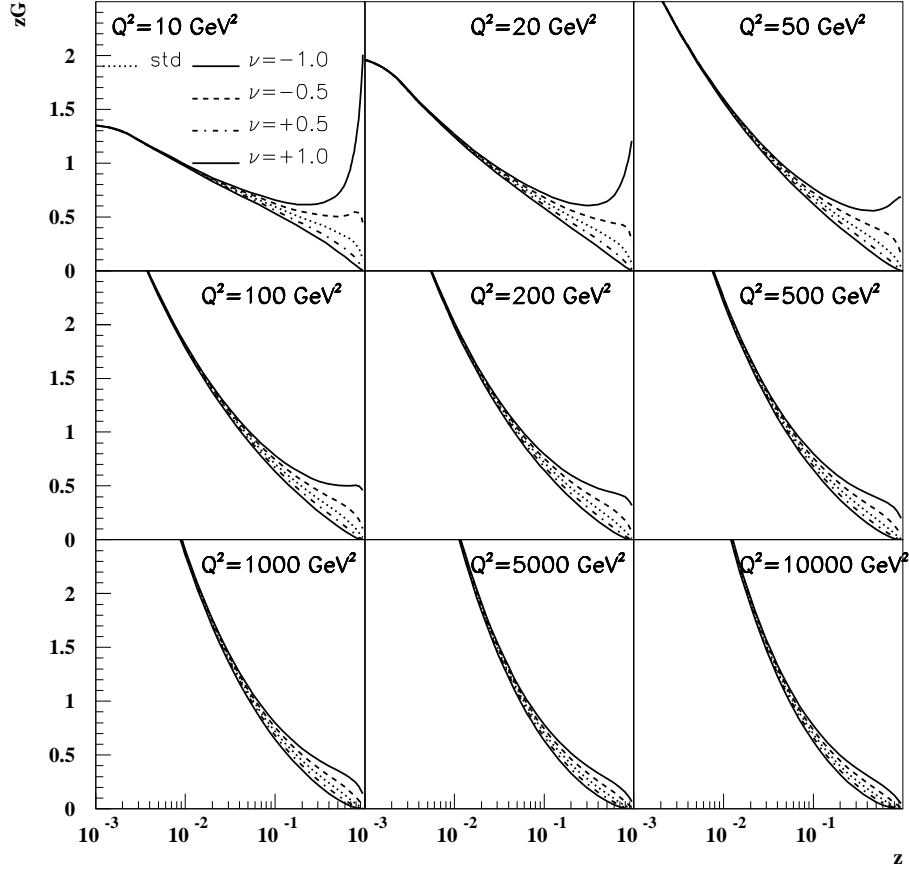 zG
Q²=10 GeV²
Q²=20 GeV²
Q²=50 GeV²
std
ν=−1.0
ν=−0.5
ν=+0.5
ν=+1.0
2
1.5
1
0.5
0
Q²=100 GeV²
Q²=200 GeV²
Q²=500 GeV²
2
1.5
1
0.5
0
Q²=1000 GeV²
Q²=5000 GeV²
Q²=10000 GeV²
2
1.5
1
0.5
0
10⁻³ 10⁻² 10⁻¹ 10⁻³ 10⁻² 10⁻¹ 10⁻³ 10⁻² 10⁻¹ 1
z